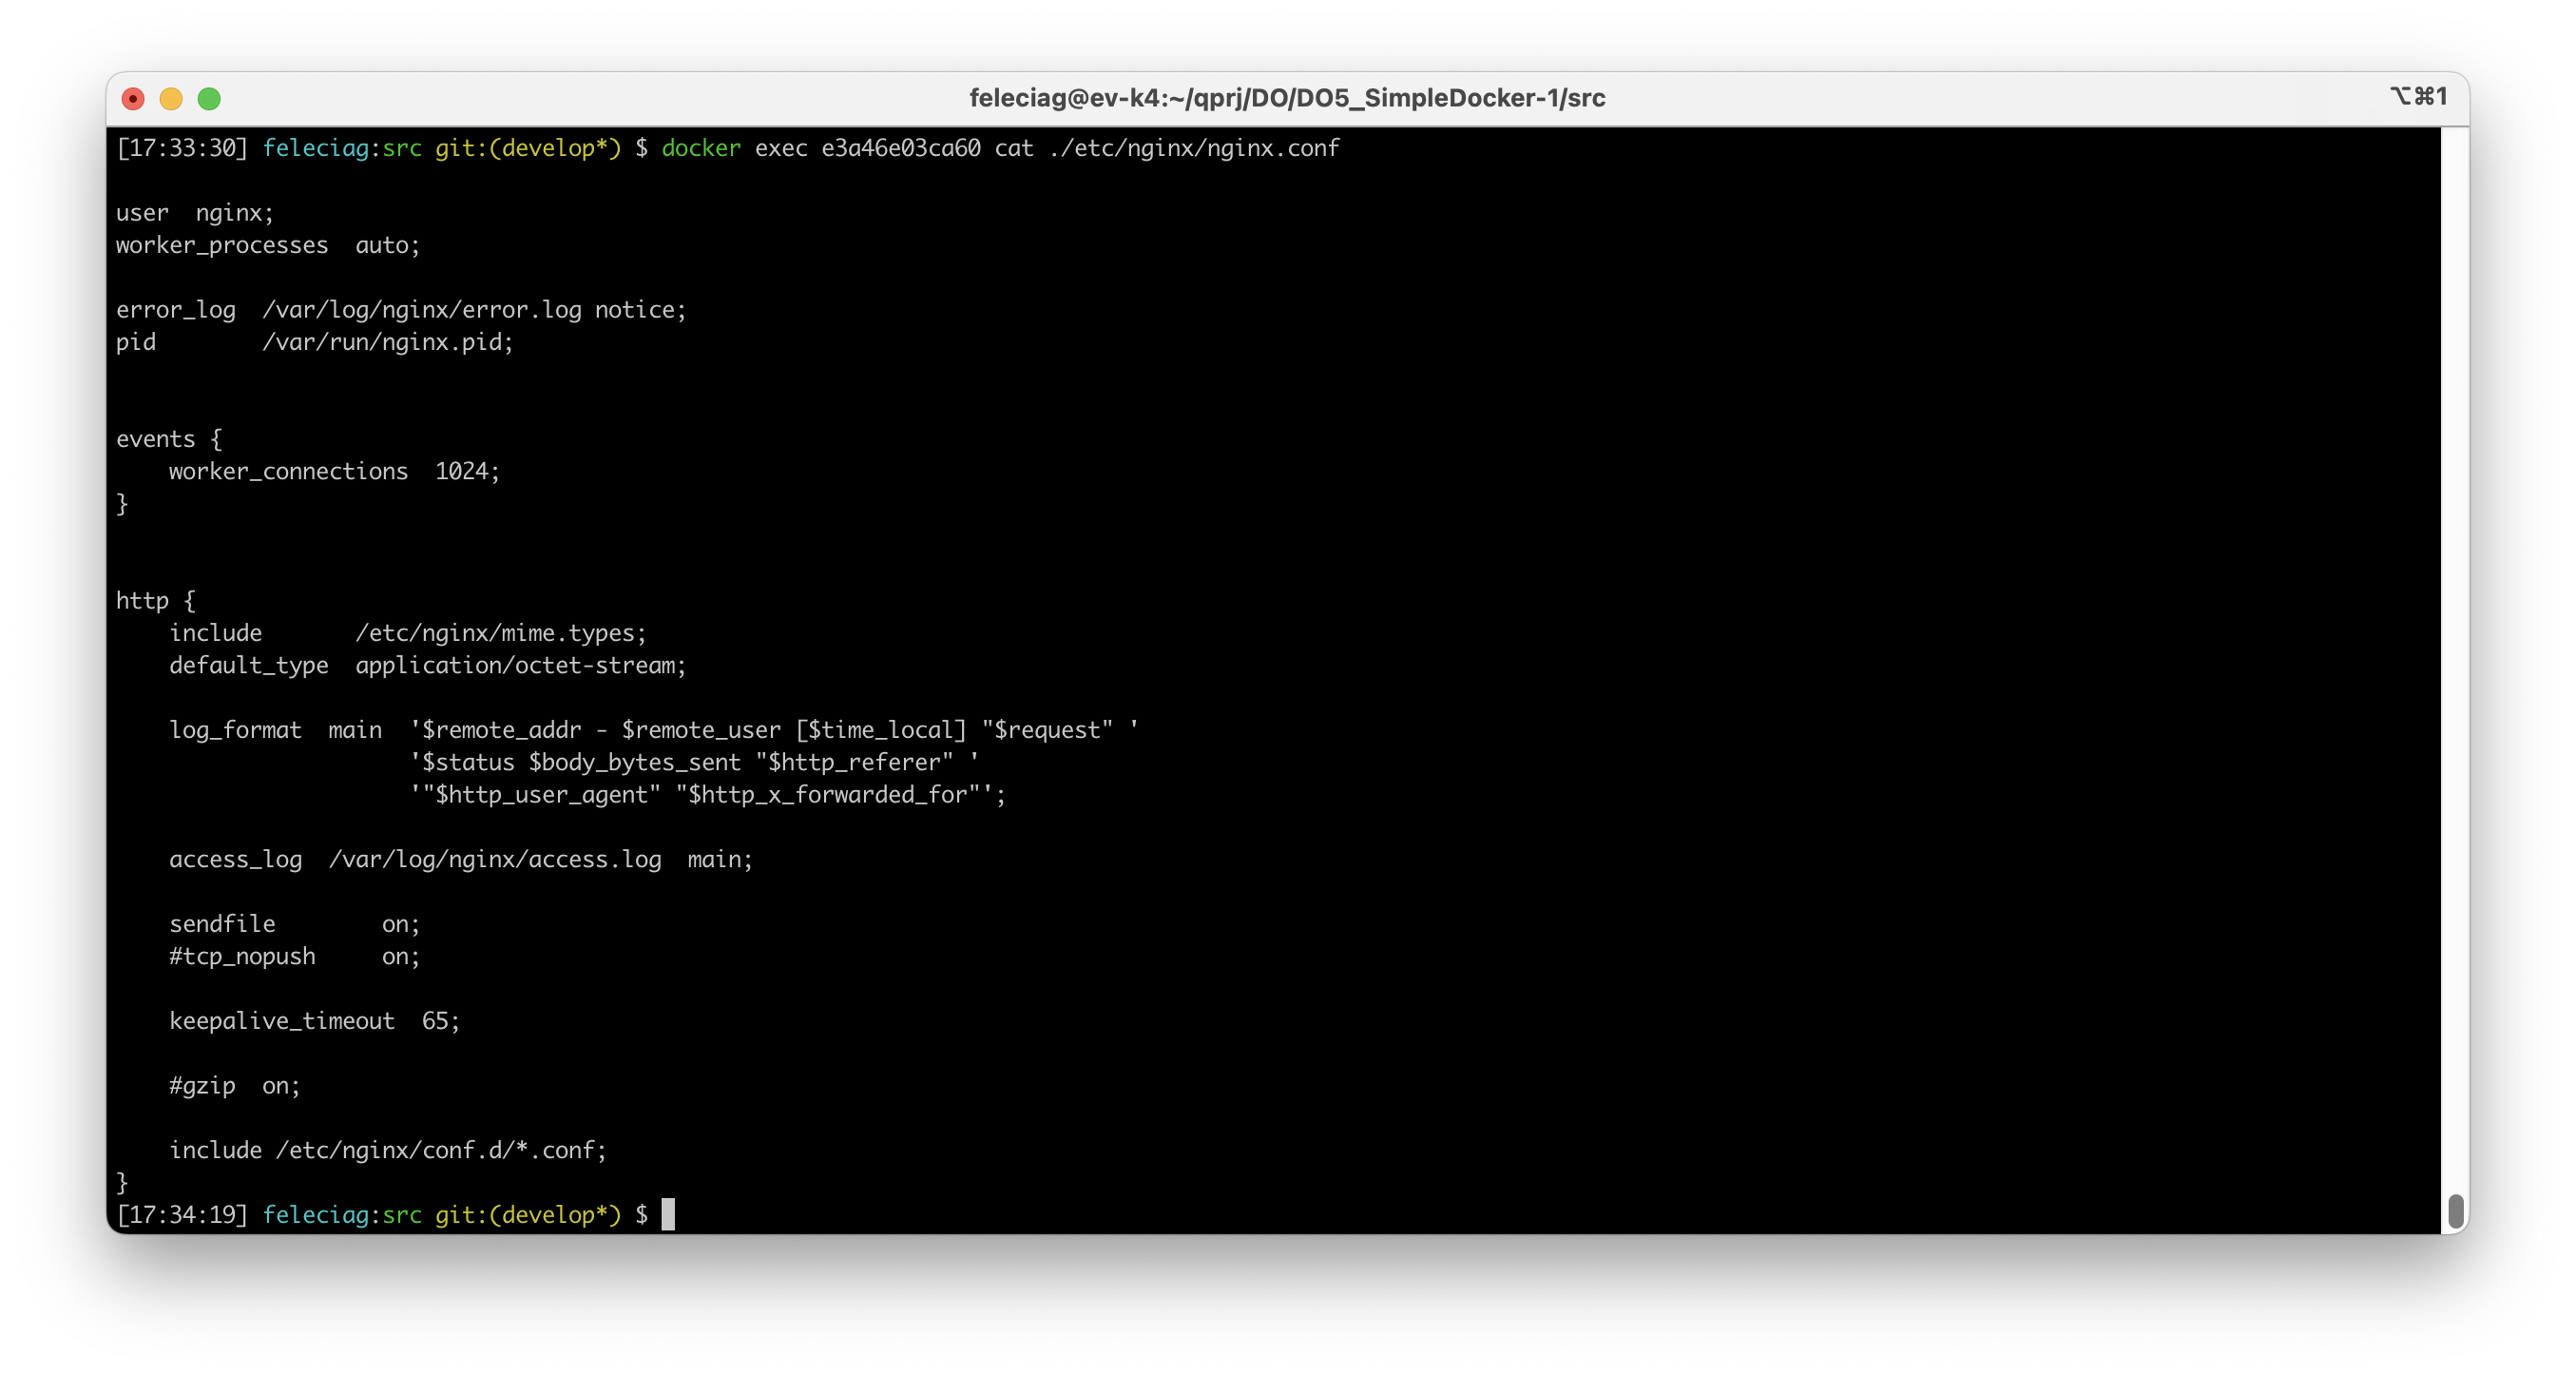 feleciag@ev-k4:~/qprj/DO/DO5_SimpleDocker-1/src
⌥⌘1
[17:33:30] feleciag:src git:(develop*) $ docker exec e3a46e03ca60 cat ./etc/nginx/nginx.conf
user  nginx;
worker_processes  auto;
error_log  /var/log/nginx/error.log notice;
pid        /var/run/nginx.pid;
events {
    worker_connections  1024;
}
http {
    include       /etc/nginx/mime.types;
    default_type  application/octet-stream;
    log_format  main  '$remote_addr - $remote_user [$time_local] "$request" '
                      '$status $body_bytes_sent "$http_referer" '
                      '"$http_user_agent" "$http_x_forwarded_for"';
    access_log  /var/log/nginx/access.log  main;
    sendfile        on;
    #tcp_nopush     on;
    keepalive_timeout  65;
    #gzip  on;
    include /etc/nginx/conf.d/*.conf;
}
[17:34:19] feleciag:src git:(develop*) $